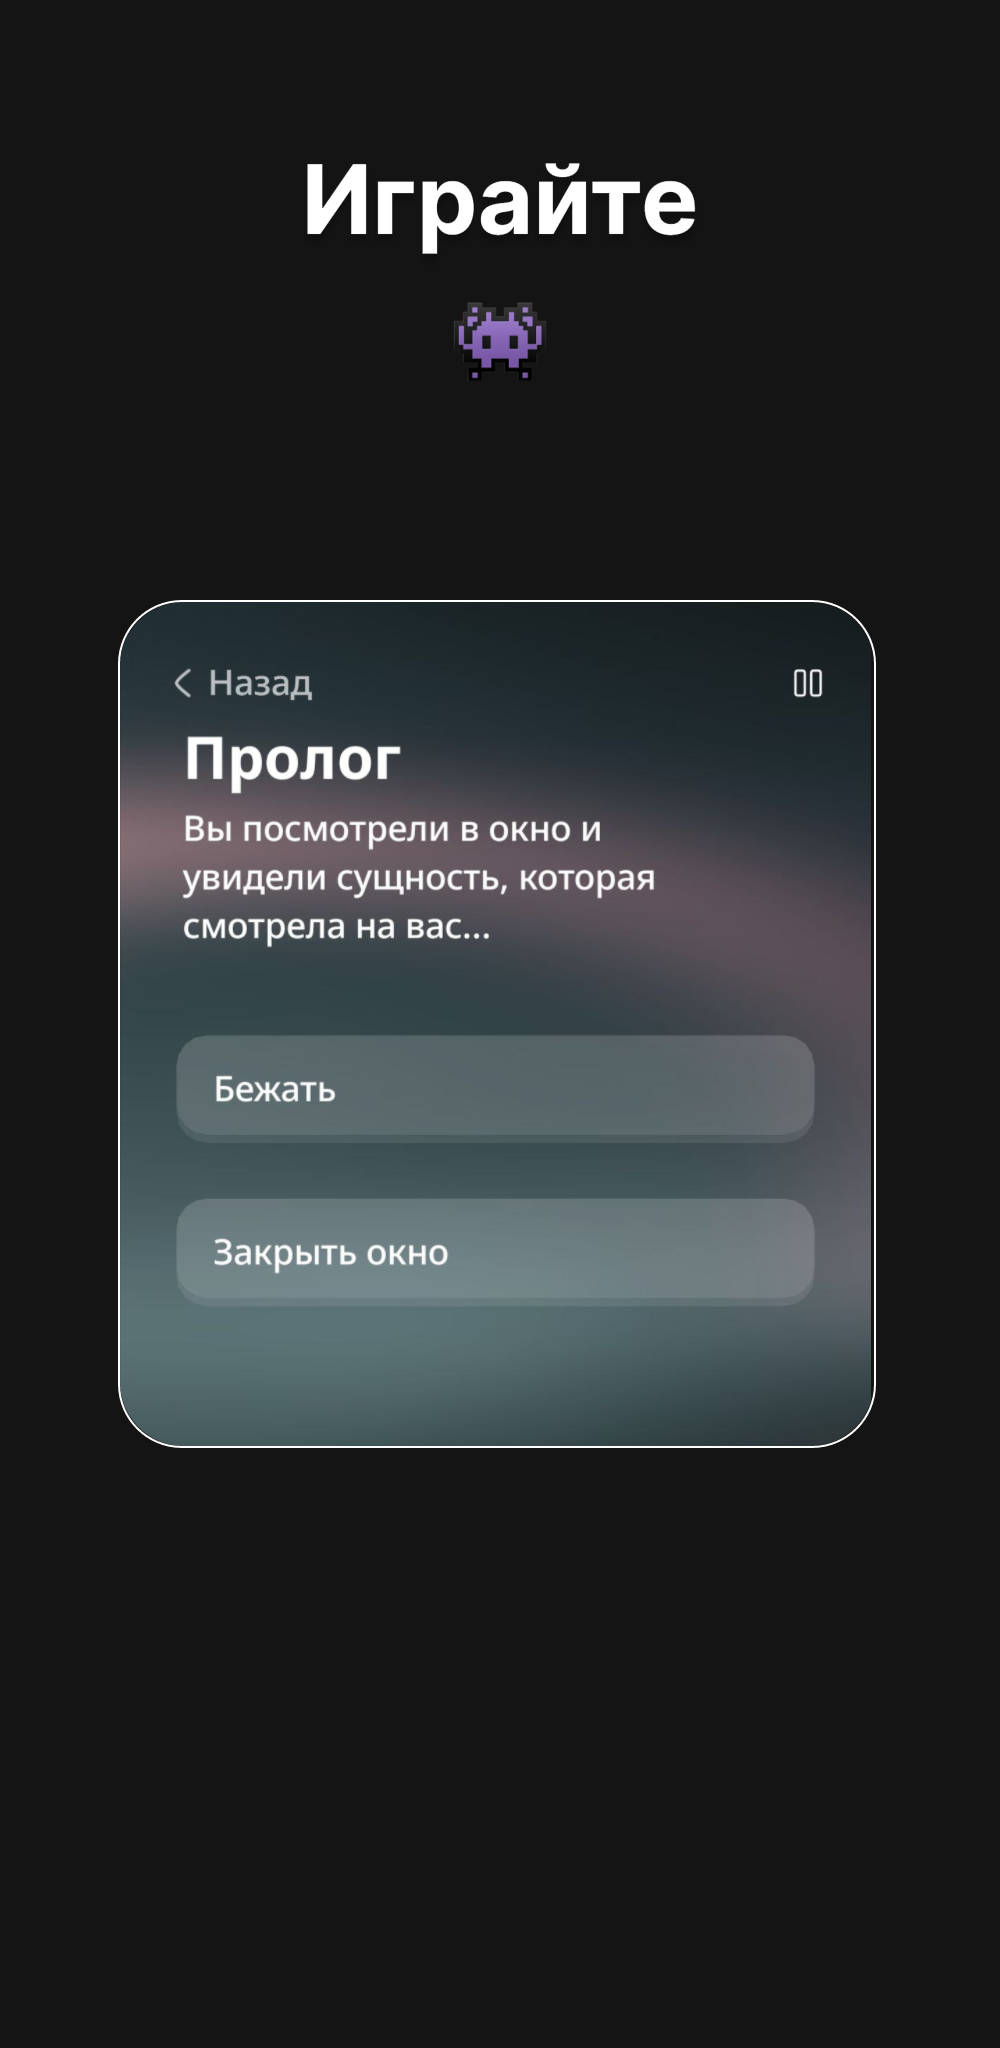 Играйте
Назад
Пролог
Вы посмотрели в окно и
увидели сущность, которая
смотрела на вас...
Бежать
Закрыть окно